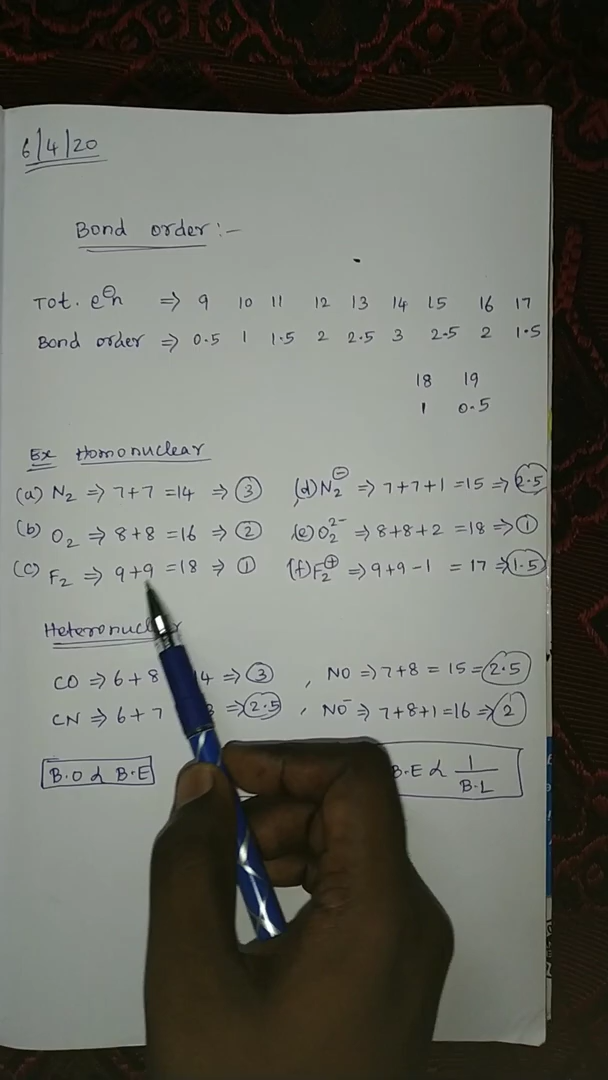 6/4/20
Bond order:-
Tot. e⊖n ⇒ 9 10 11 12 13 14 15 16 17
Bond order ⇒ 0.5 1 1.5 2 2.5 3 2.5 2 1.5
18 19
1 0.5
Ex Homonuclear
(a) N₂ ⇒ 7+7 =14 ⇒ 3 (d) N₂⊖ ⇒ 7+7+1 =15 ⇒ 2.5
(b) O₂ ⇒ 8+8 =16 ⇒ 2 (e) O₂²⁻ ⇒ 8+8+2 =18 ⇒ 1
(c) F₂ ⇒ 9+9 =18 ⇒ 1 (f) F₂⊕ ⇒ 9+9-1 = 17 ⇒ 1.5
Heteronuclear
CO ⇒ 6+8 14 ⇒ 3 , NO ⇒ 7+8 = 15 = 2.5
CN ⇒ 6+7 3 ⇒ 2.5 , NO⁻ ⇒ 7+8+1 =16 ⇒ 2
B.O α B.E B.E α 1/B.L